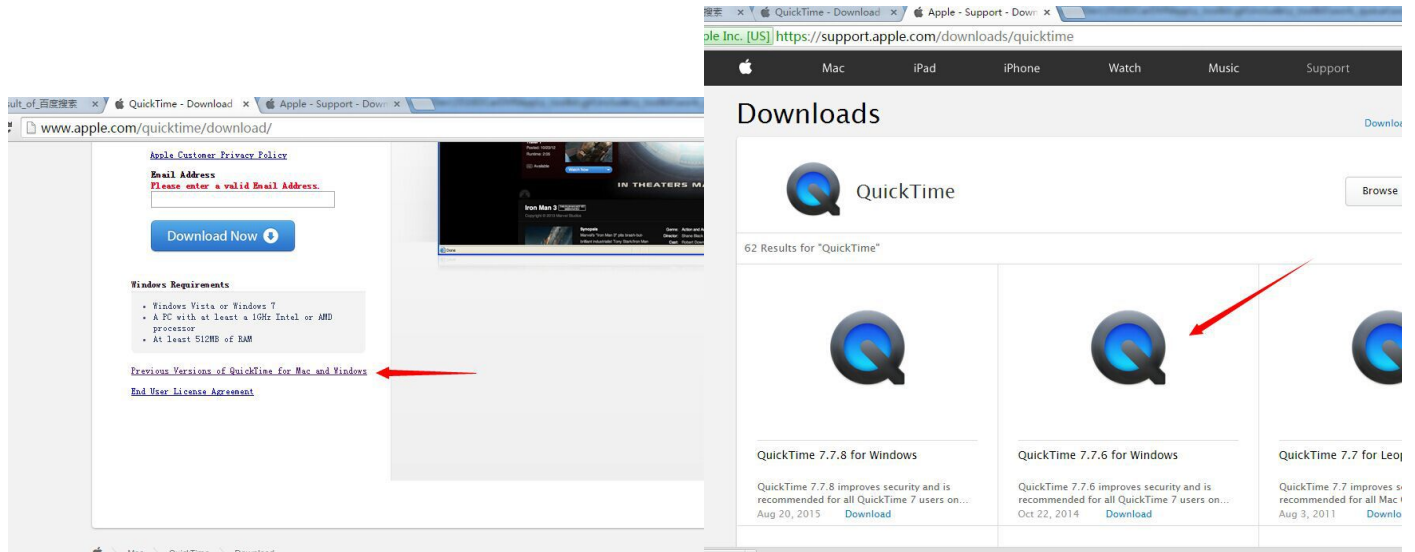 sult_of_百度搜索
QuickTime - Download
Apple - Support - Down
www.apple.com/quicktime/download/
Apple Customer Privacy Policy
Email Address
Please enter a valid Email Address.
Download Now
Windows Requirements
Windows Vista or Windows 7
A PC with at least a 1GHz Intel or AMD
processor
At least 512MB of RAM
Previous Versions of QuickTime for Mac and Windows
End User License Agreement
IN THEATERS MA
Iron Man 3
Mac
QuickTime
Download
QuickTime - Download
Apple - Support - Down
ple Inc. [US] https://support.apple.com/downloads/quicktime
Mac
iPad
iPhone
Watch
Music
Support
Downloads
Downloa
QuickTime
Browse
62 Results for "QuickTime"
QuickTime 7.7.8 for Windows
QuickTime 7.7.8 improves security and is
recommended for all QuickTime 7 users on...
Aug 20, 2015 Download
QuickTime 7.7.6 for Windows
QuickTime 7.7.6 improves security and is
recommended for all QuickTime 7 users on...
Oct 22, 2014 Download
QuickTime 7.7 for Leop
QuickTime 7.7 improves se
recommended for all Mac
Aug 3, 2011 Downlo